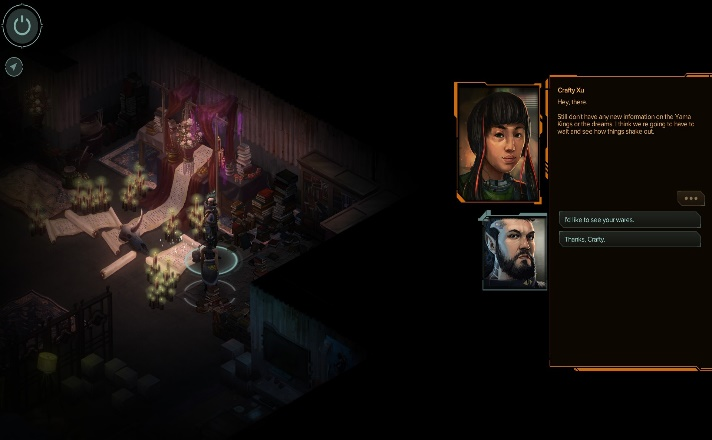 Crafty Xu
Hey, there.
Still don't have any new information on the Yama
Kings or the dreams. I think we're going to have to
wait and see how things shake out.
I'd like to see your wares.
Thanks, Crafty.